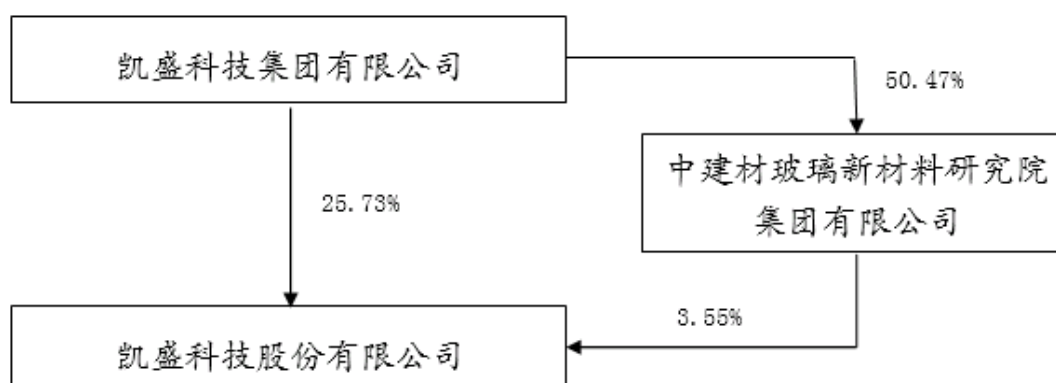 凯盛科技集团有限公司
50.47%
中建材玻璃新材料研究院
集团有限公司
25.73%
3.55%
凯盛科技股份有限公司